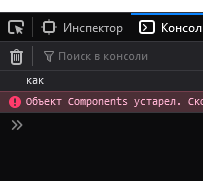 Инспектор Консол
Поиск в консоли
как
Объект Components устарел. Ско